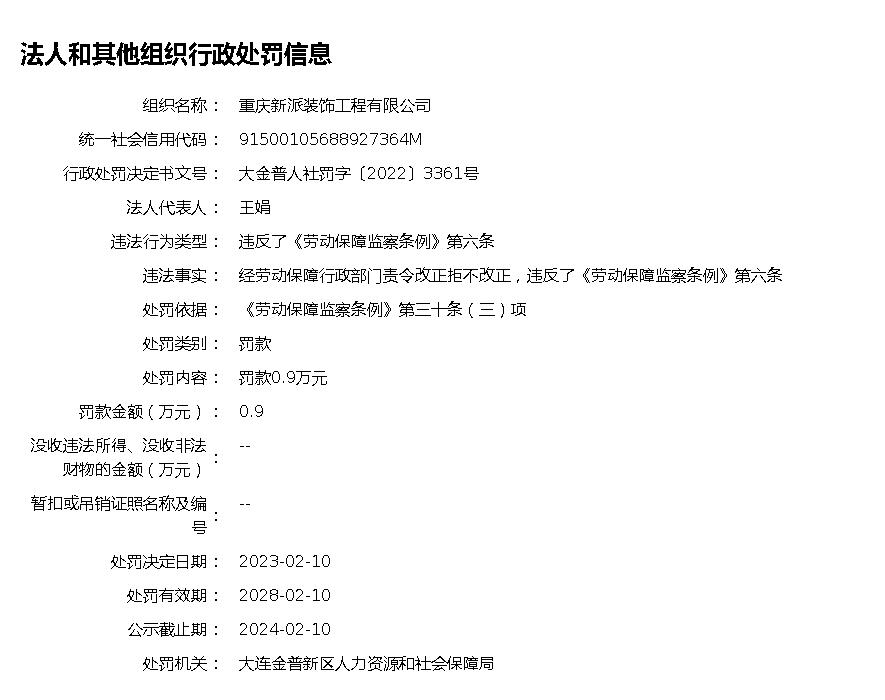 法人和其他组织行政处罚信息
组织名称： 重庆新派装饰工程有限公司
统一社会信用代码： 91500105688927364M
行政处罚决定书文号： 大金普人社罚字〔2022〕3361号
法人代表人： 王娟
违法行为类型： 违反了《劳动保障监察条例》第六条
违法事实： 经劳动保障行政部门责令改正拒不改正，违反了《劳动保障监察条例》第六条
处罚依据： 《劳动保障监察条例》第三十条（三）项
处罚类别： 罚款
处罚内容： 罚款0.9万元
罚款金额（万元）： 0.9
没收违法所得、没收非法
财物的金额（万元）： --
暂扣或吊销证照名称及编
号： --
处罚决定日期： 2023-02-10
处罚有效期： 2028-02-10
公示截止期： 2024-02-10
处罚机关： 大连金普新区人力资源和社会保障局